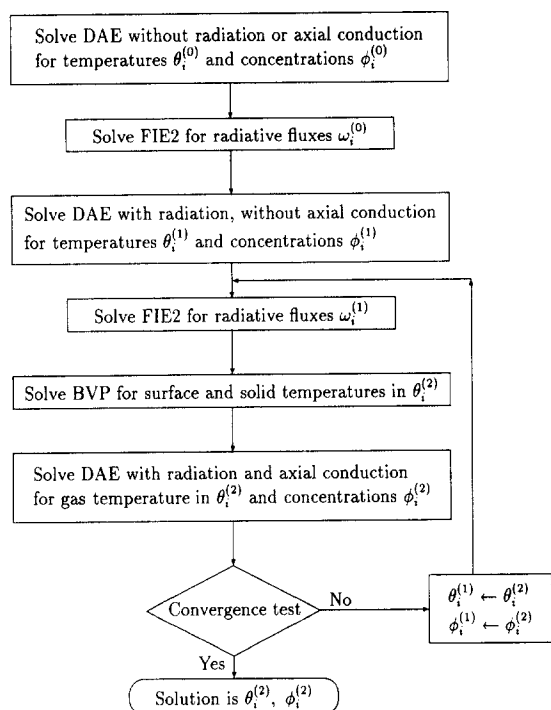 Solve DAE without radiation or axial conduction
for temperatures θ_i^{(0)} and concentrations ϕ_i^{(0)}
Solve FIE2 for radiative fluxes ω_i^{(0)}
Solve DAE with radiation, without axial conduction
for temperatures θ_i^{(1)} and concentrations ϕ_i^{(1)}
Solve FIE2 for radiative fluxes ω_i^{(1)}
Solve BVP for surface and solid temperatures in θ_i^{(2)}
Solve DAE with radiation and axial conduction
for gas temperature in θ_i^{(2)} and concentrations ϕ_i^{(2)}
Convergence test
No
θ_i^{(1)} ← θ_i^{(2)}
ϕ_i^{(1)} ← ϕ_i^{(2)}
Yes
Solution is θ_i^{(2)}, ϕ_i^{(2)}